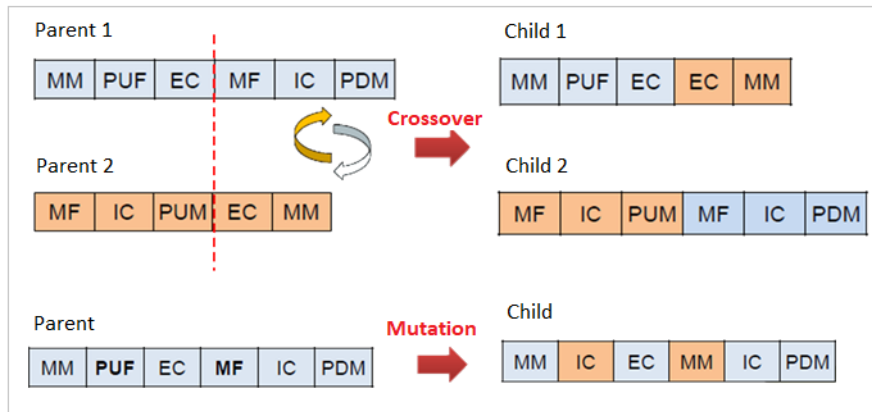 Parent 1
Child 1
MM PUF EC MF IC PDM
MM PUF EC EC MM
Crossover
Parent 2
Child 2
MF IC PUM EC MM
MF IC PUM MF IC PDM
Parent
Mutation
Child
MM PUF EC MF IC PDM
MM IC EC MM IC PDM